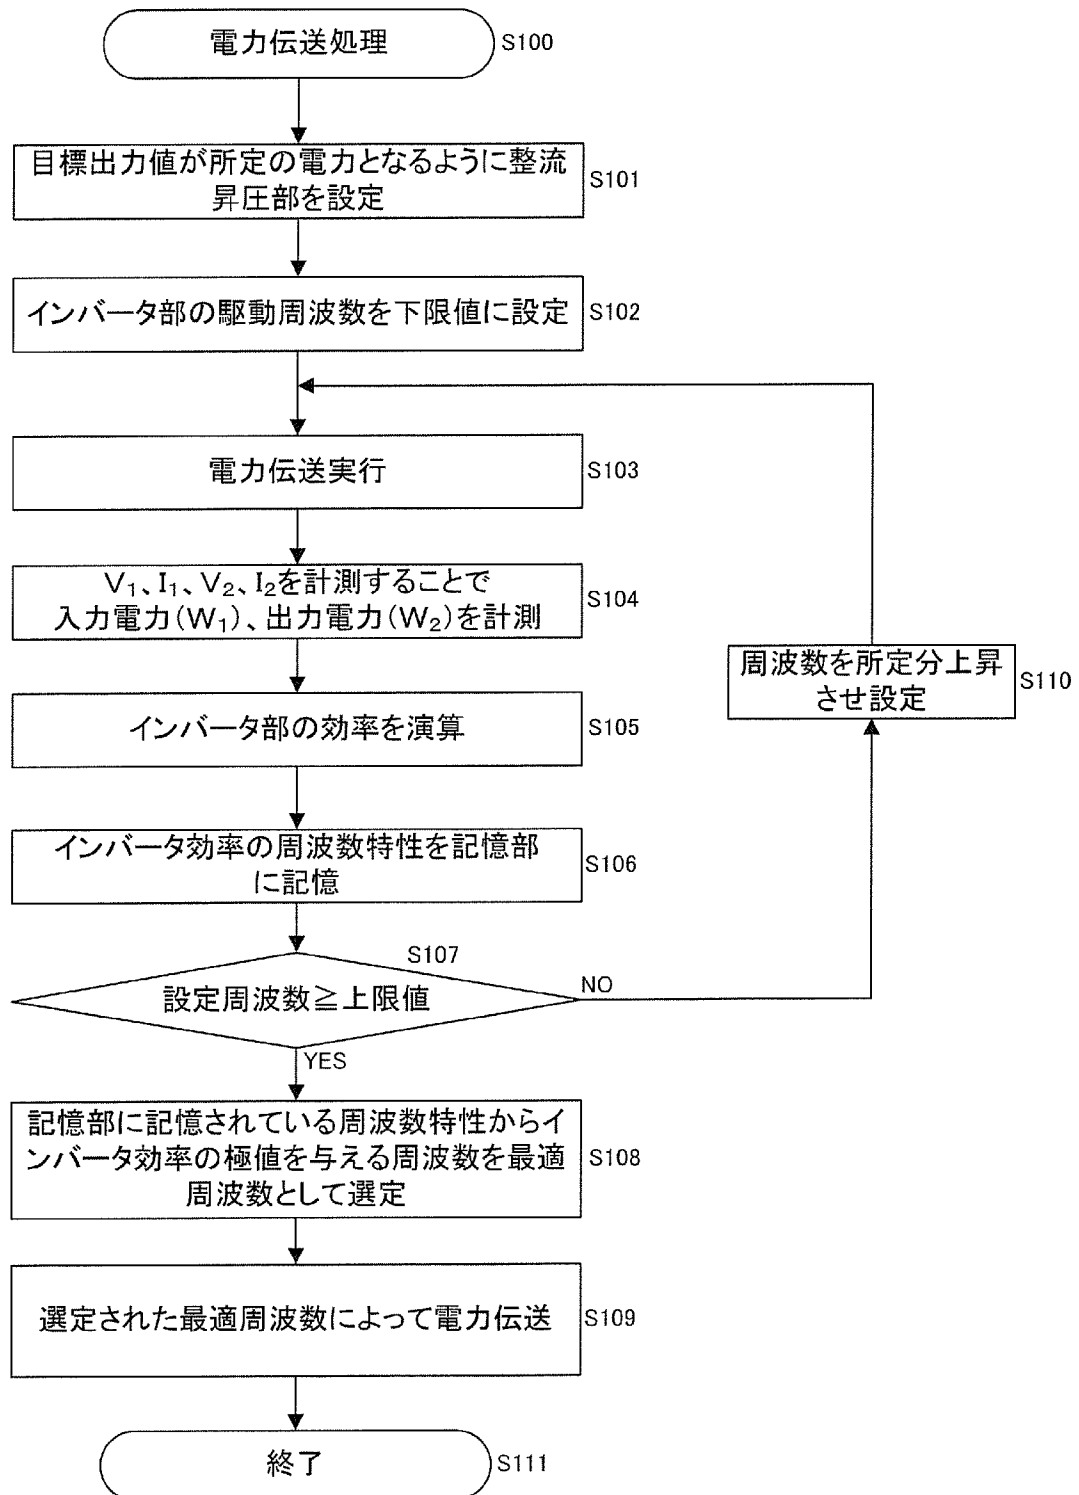 電力伝送処理
S100
目標出力値が所定の電力となるように整流
昇圧部を設定
S101
インバータ部の駆動周波数を下限値に設定
S102
電力伝送実行
S103
V₁、I₁、V₂、I₂を計測することで
入力電力(W₁)、出力電力(W₂)を計測
S104
周波数を所定分上昇
させ設定
S110
インバータ部の効率を演算
S105
インバータ効率の周波数特性を記憶部
に記憶
S106
S107
設定周波数≧上限値
NO
YES
記憶部に記憶されている周波数特性からイ
ンバータ効率の極値を与える周波数を最適
周波数として選定
S108
選定された最適周波数によって電力伝送
S109
終了
S111